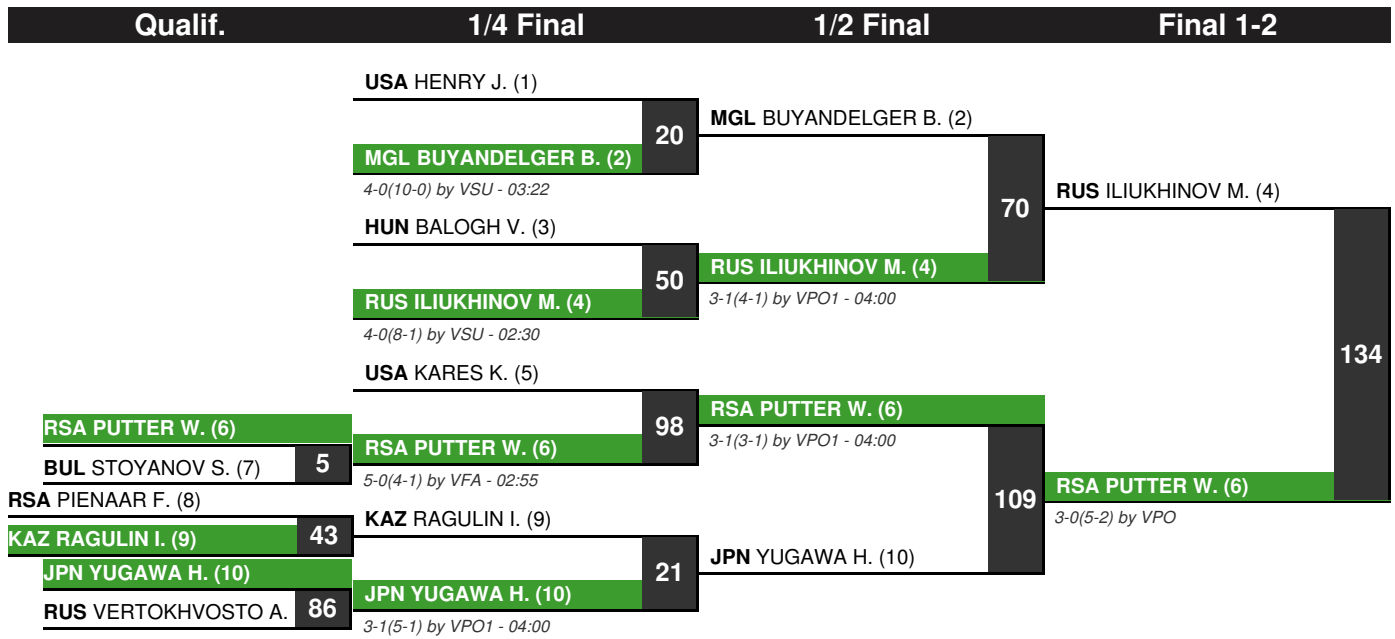 Qualif.
1/4 Final
1/2 Final
Final 1-2
USA HENRY J. (1)
20
MGL BUYANDELGER B. (2)
4-0(10-0) by VSU - 03:22
HUN BALOGH V. (3)
50
RUS ILIUKHINOV M. (4)
4-0(8-1) by VSU - 02:30
USA KARES K. (5)
98
RSA PUTTER W. (6)
5-0(4-1) by VFA - 02:55
RSA PUTTER W. (6)
BUL STOYANOV S. (7)
5
RSA PIENAAR F. (8)
KAZ RAGULIN I. (9)
43
JPN YUGAWA H. (10)
RUS VERTOKHVOSTO A.
86
KAZ RAGULIN I. (9)
21
JPN YUGAWA H. (10)
3-1(5-1) by VPO1 - 04:00
MGL BUYANDELGER B. (2)
70
RUS ILIUKHINOV M. (4)
3-1(4-1) by VPO1 - 04:00
RSA PUTTER W. (6)
3-1(3-1) by VPO1 - 04:00
109
JPN YUGAWA H. (10)
RUS ILIUKHINOV M. (4)
134
RSA PUTTER W. (6)
3-0(5-2) by VPO